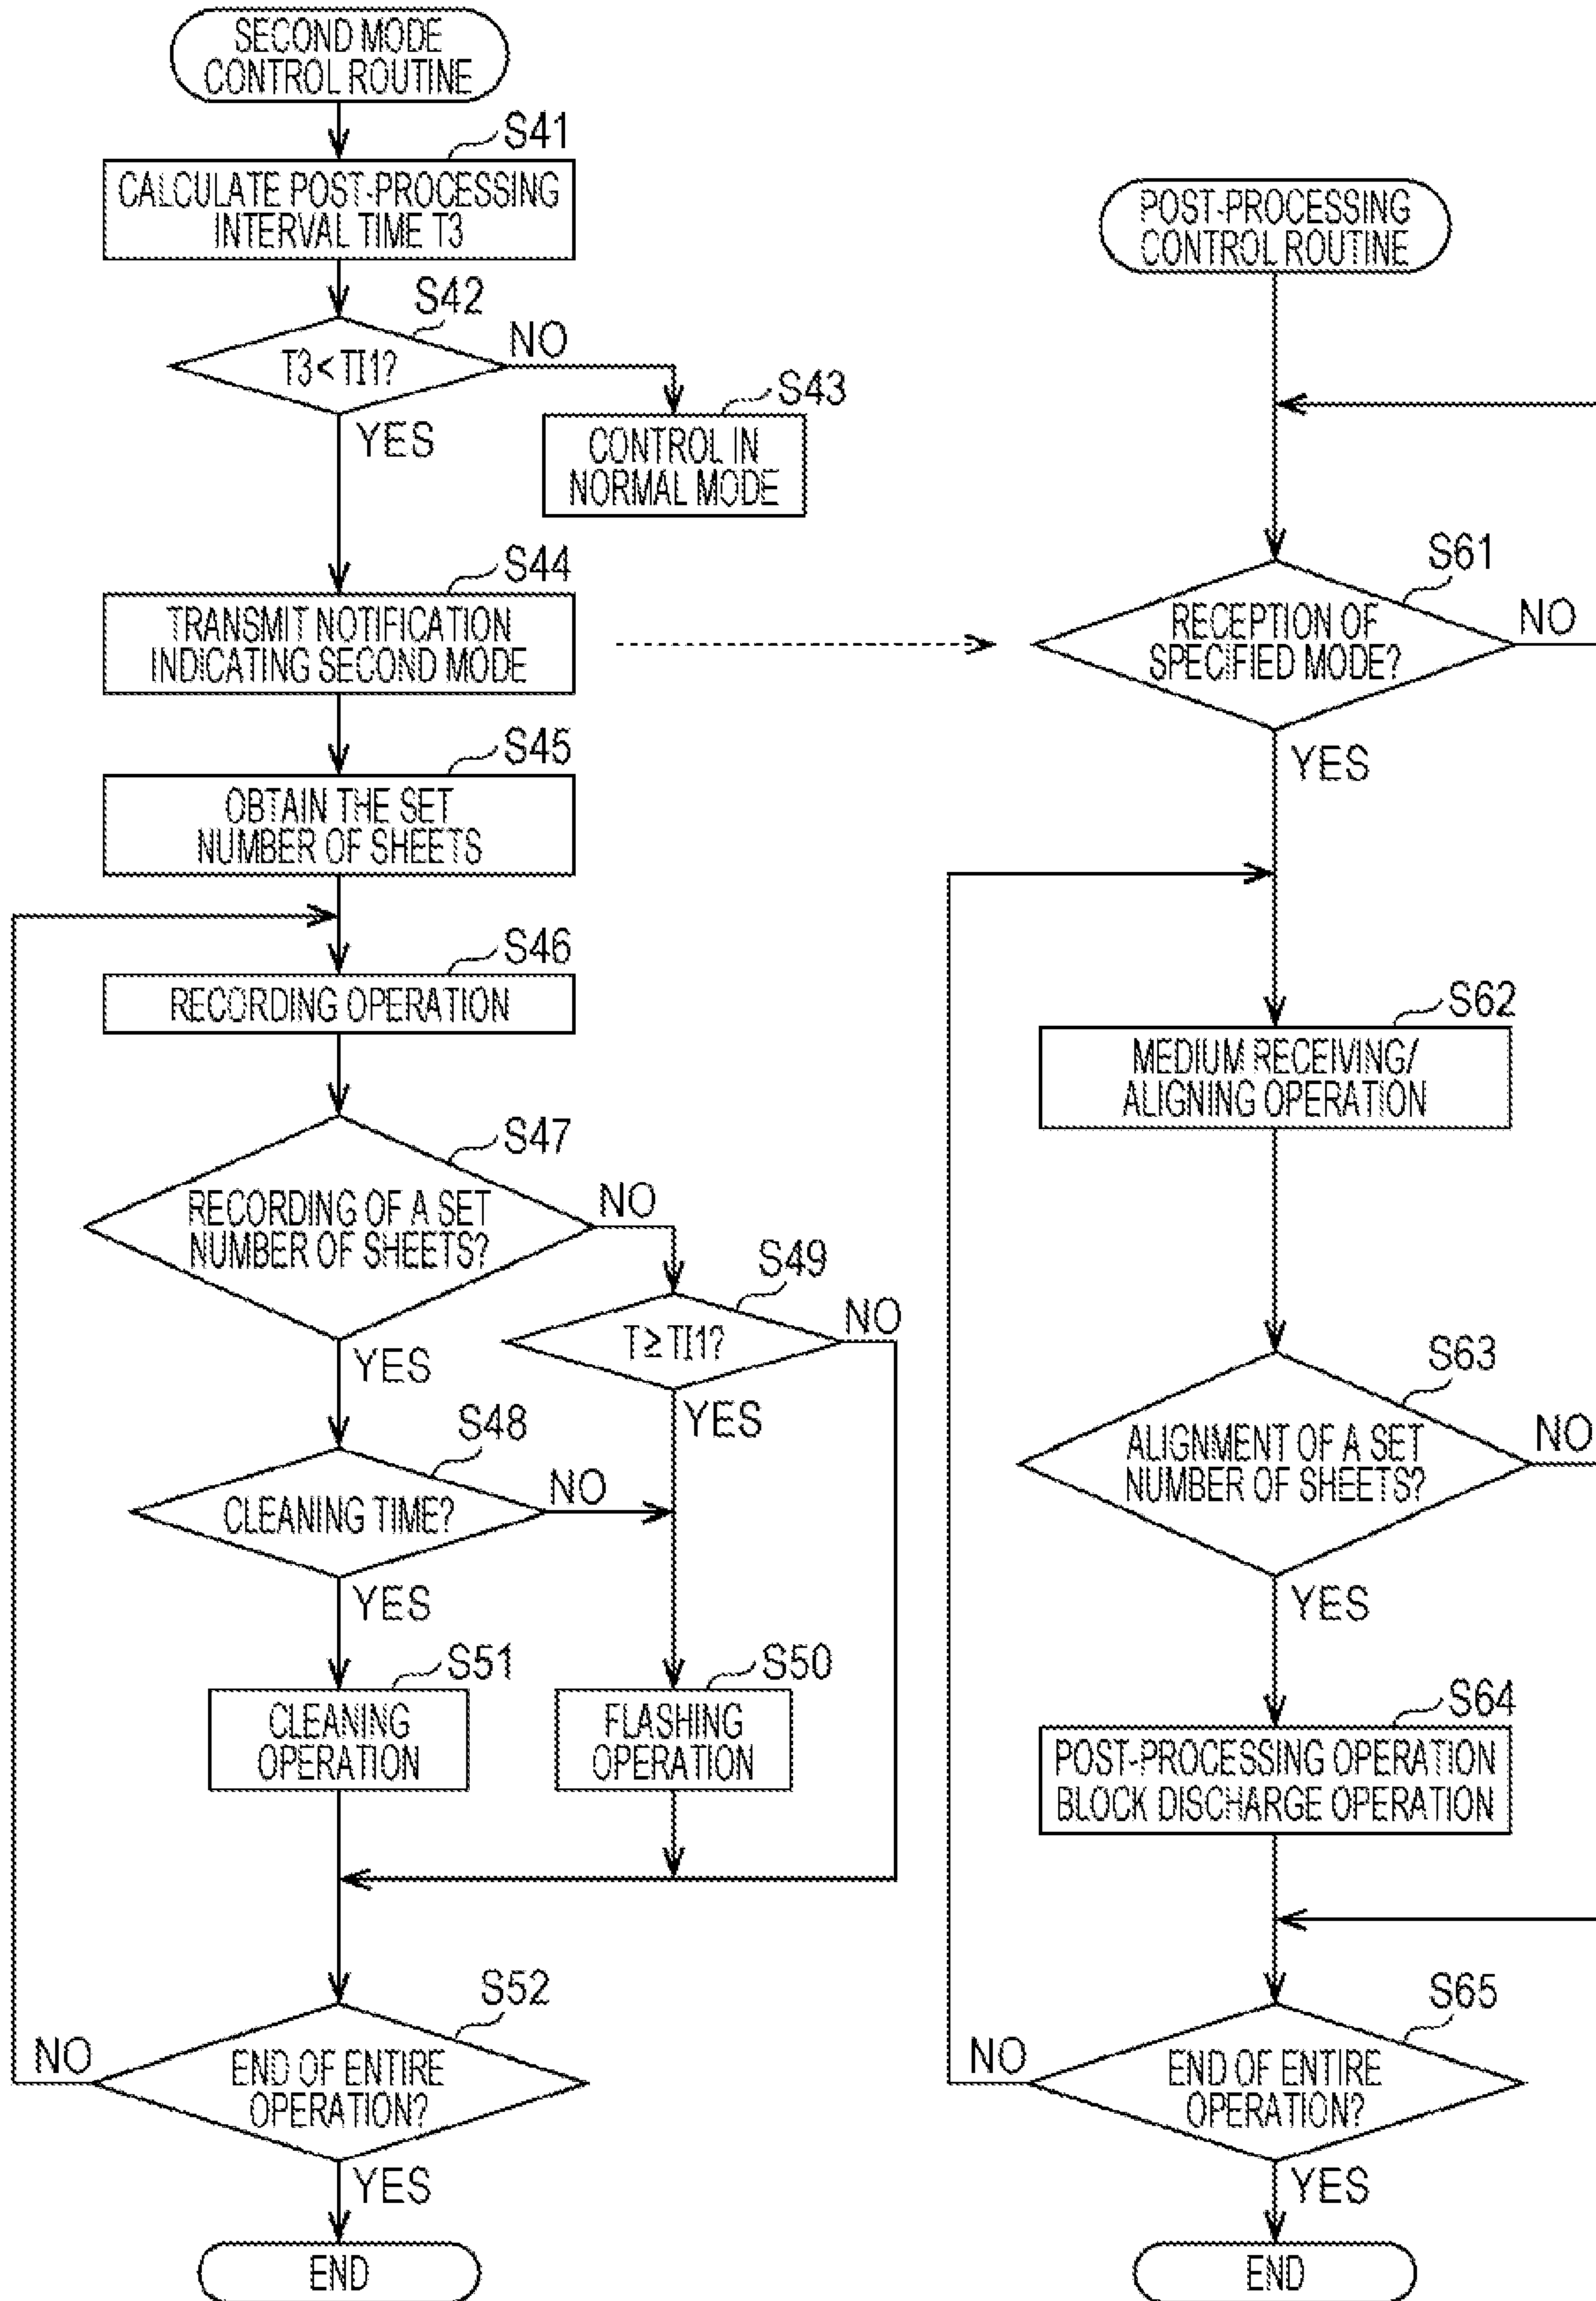 SECOND MODE
CONTROL ROUTINE
S41
CALCULATE POST-PROCESSING
INTERVAL TIME T3
S42
T3<TI1?
NO
YES
S43
CONTROL IN
NORMAL MODE
S44
TRANSMIT NOTIFICATION
INDICATING SECOND MODE
S45
OBTAIN THE SET
NUMBER OF SHEETS
S46
RECORDING OPERATION
S47
RECORDING OF A SET
NUMBER OF SHEETS?
NO
YES
S49
T≥TI1?
NO
YES
S48
CLEANING TIME?
NO
YES
S51
CLEANING
OPERATION
S50
FLASHING
OPERATION
S52
END OF ENTIRE
OPERATION?
NO
YES
END
POST-PROCESSING
CONTROL ROUTINE
S61
RECEPTION OF
SPECIFIED MODE?
NO
YES
S62
MEDIUM RECEIVING/
ALIGNING OPERATION
S63
ALIGNMENT OF A SET
NUMBER OF SHEETS?
NO
YES
S64
POST-PROCESSING OPERATION
BLOCK DISCHARGE OPERATION
S65
END OF ENTIRE
OPERATION?
NO
YES
END